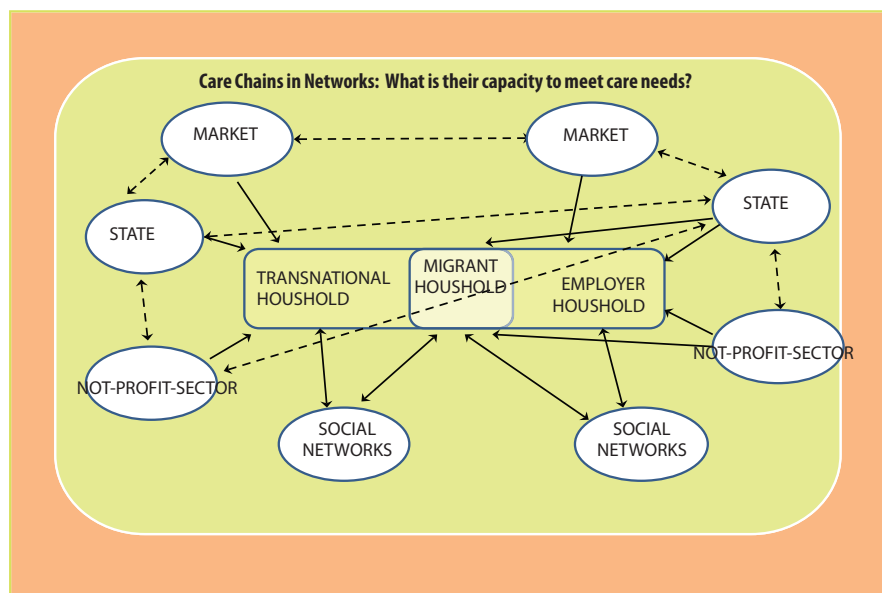 Care Chains in Networks: What is their capacity to meet care needs?
MARKET
MARKET
STATE
STATE
TRANSNATIONAL
HOUSHOLD
MIGRANT
HOUSHOLD
EMPLOYER
HOUSHOLD
NOT-PROFIT-SECTOR
NOT-PROFIT-SECTOR
SOCIAL
NETWORKS
SOCIAL
NETWORKS